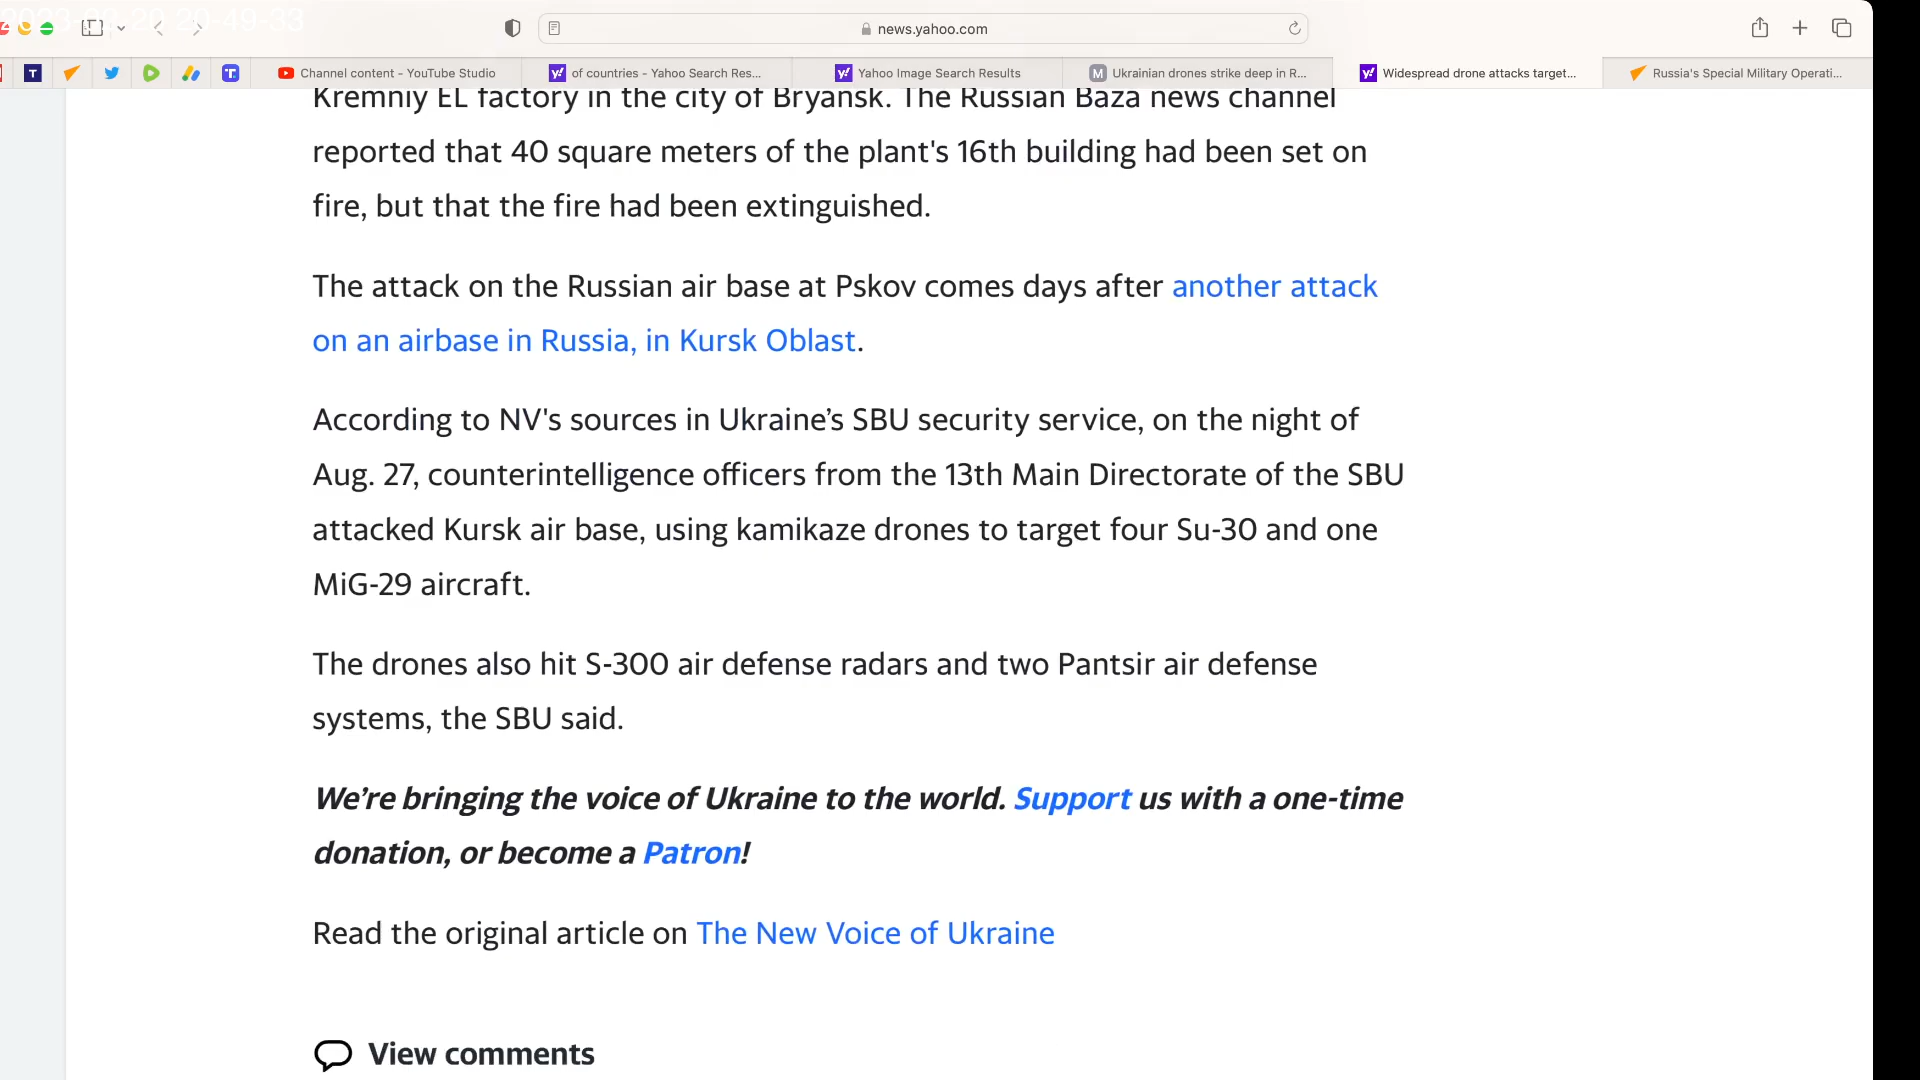 2023-08-28 20-49-33
news.yahoo.com
T
T.
Channel content - YouTube Studio
y! of countries - Yahoo Search Res...
y! Yahoo Image Search Results
M Ukrainian drones strike deep in R...
y! Widespread drone attacks target...
Russia's Special Military Operati...
Kremniy EL factory in the city of Bryansk. The Russian Baza news channel
reported that 40 square meters of the plant's 16th building had been set on
fire, but that the fire had been extinguished.
The attack on the Russian air base at Pskov comes days after another attack
on an airbase in Russia, in Kursk Oblast.
According to NV's sources in Ukraine’s SBU security service, on the night of
Aug. 27, counterintelligence officers from the 13th Main Directorate of the SBU
attacked Kursk air base, using kamikaze drones to target four Su-30 and one
MiG-29 aircraft.
The drones also hit S-300 air defense radars and two Pantsir air defense
systems, the SBU said.
We’re bringing the voice of Ukraine to the world. Support us with a one-time
donation, or become a Patron!
Read the original article on The New Voice of Ukraine
View comments